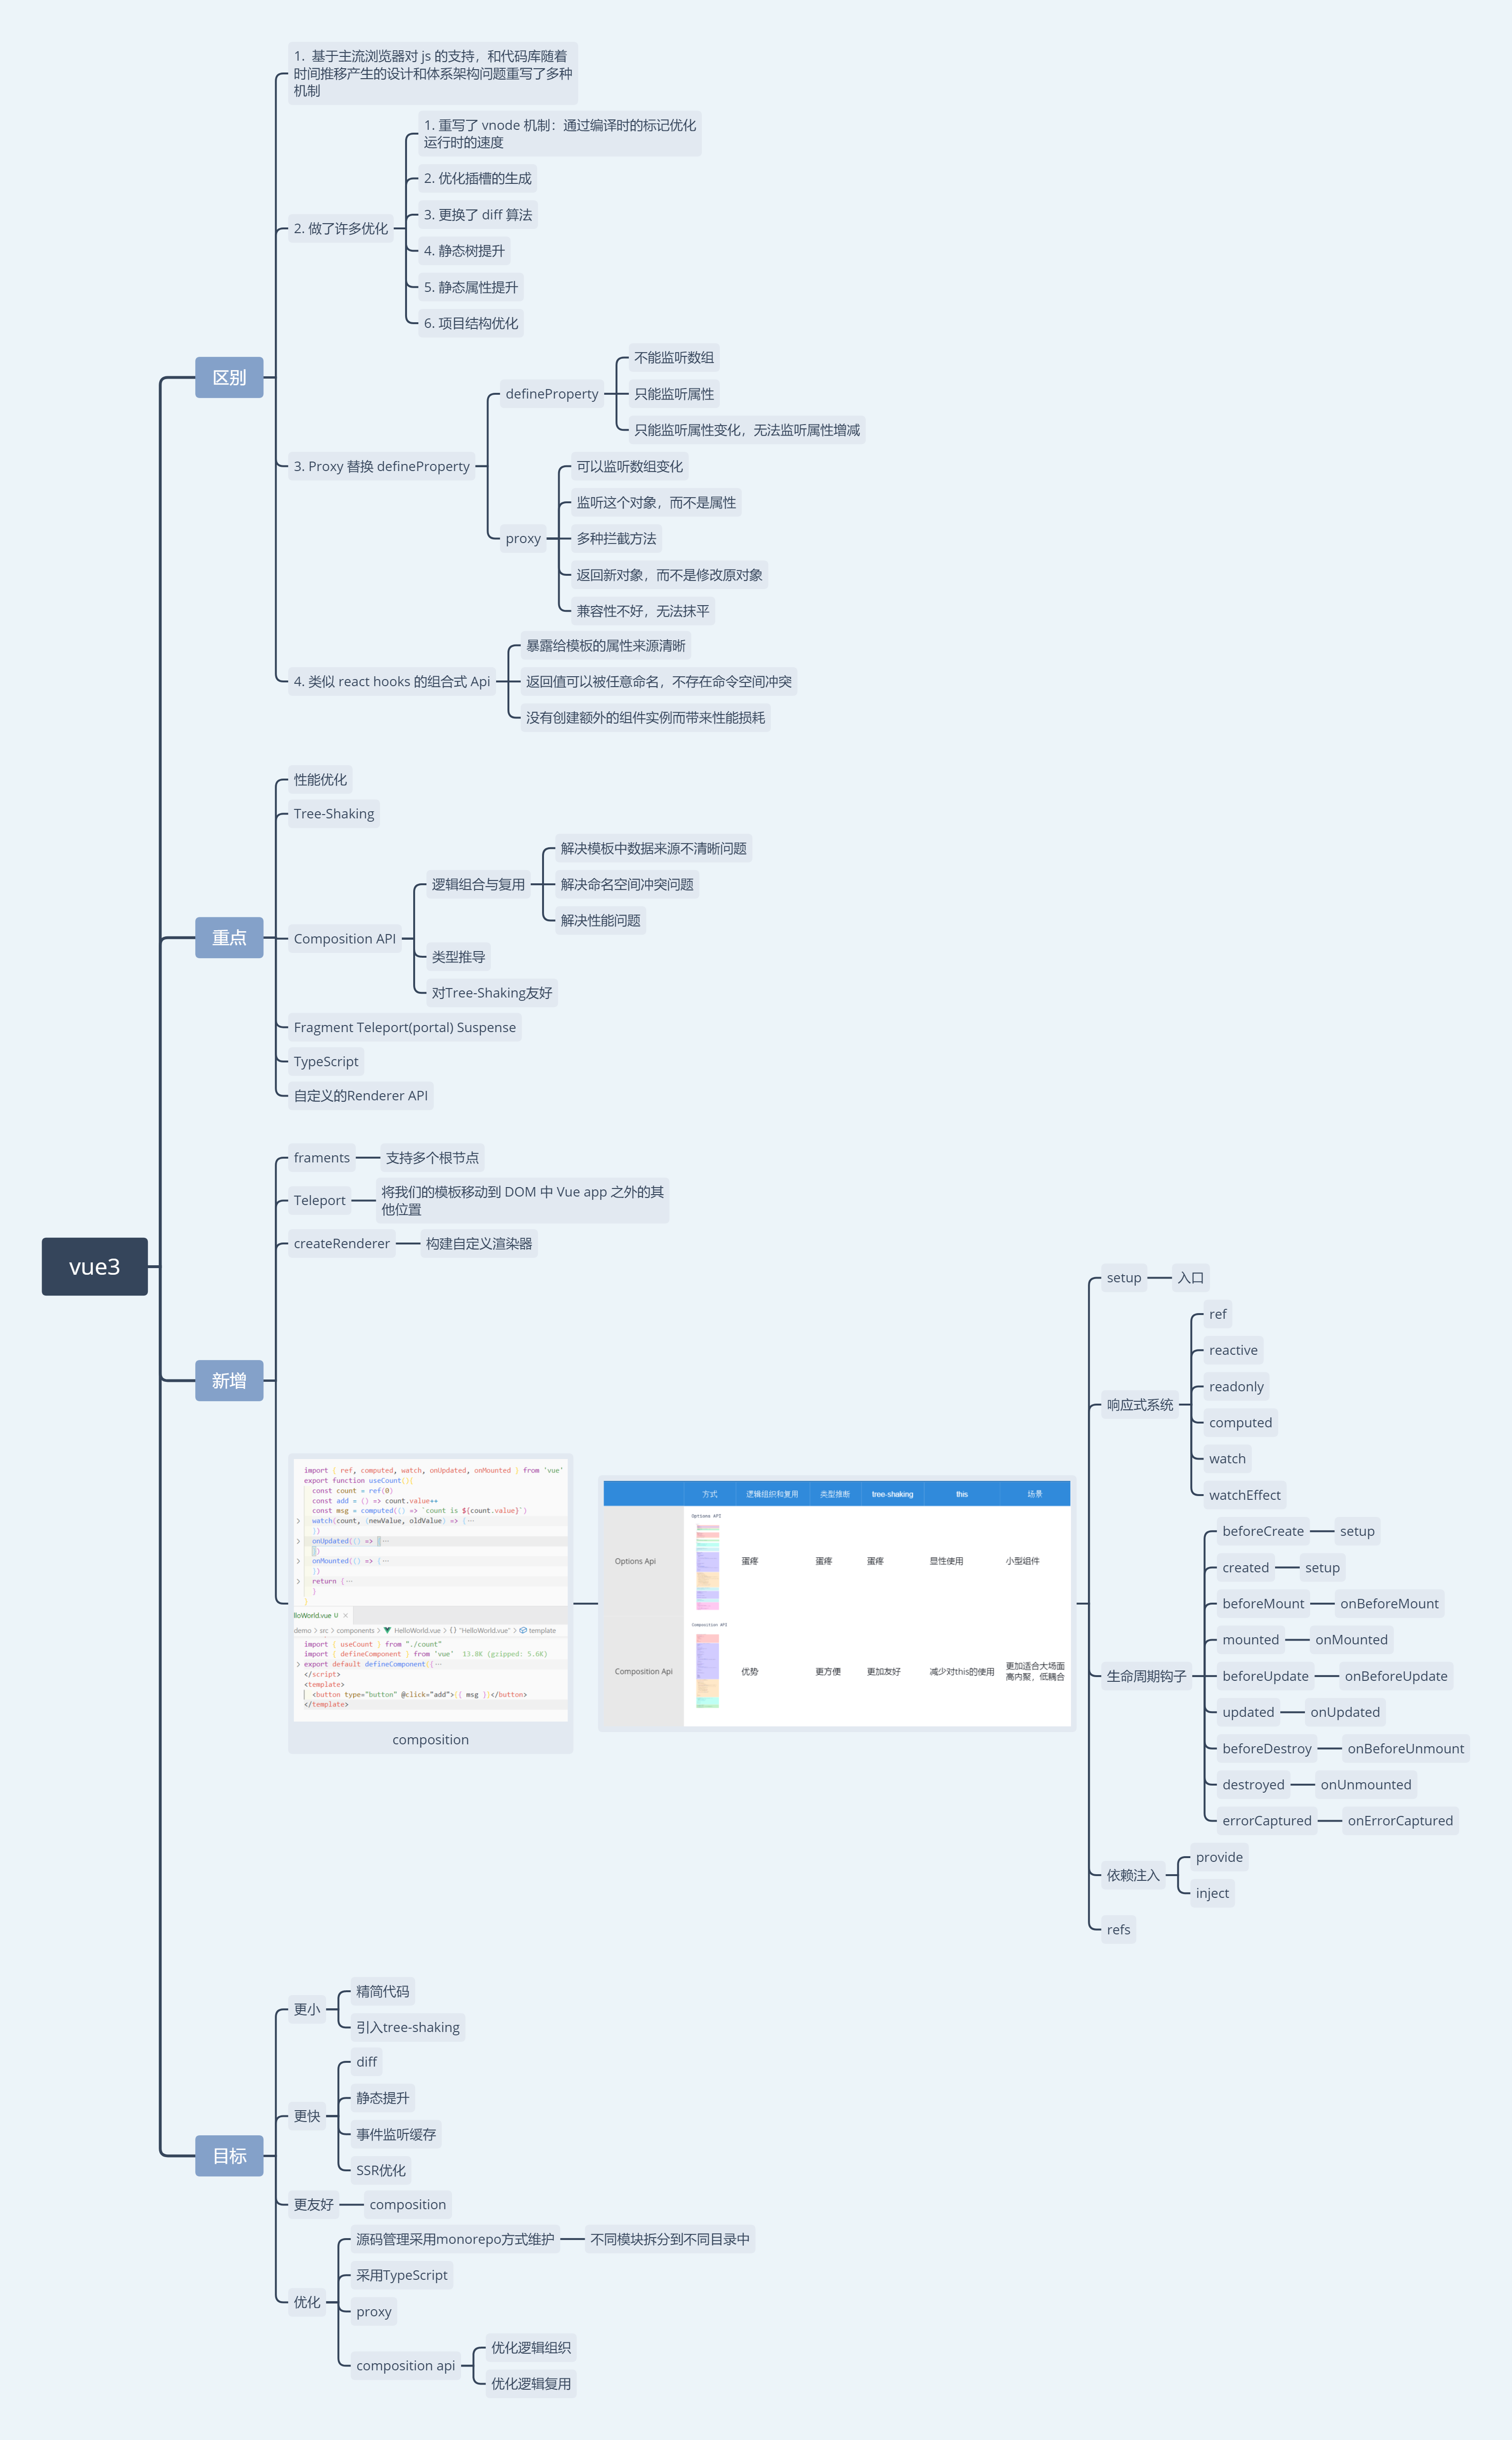 vue3
区别
1. 基于主流浏览器对 js 的支持，和代码库随着
时间推移产生的设计和体系架构问题重写了多种
机制
2. 做了许多优化
1. 重写了 vnode 机制：通过编译时的标记优化
运行时的速度
2. 优化插槽的生成
3. 更换了 diff 算法
4. 静态树提升
5. 静态属性提升
6. 项目结构优化
3. Proxy 替换 defineProperty
defineProperty
不能监听数组
只能监听属性
只能监听属性变化，无法监听属性增减
proxy
可以监听数组变化
监听这个对象，而不是属性
多种拦截方法
返回新对象，而不是修改原对象
兼容性不好，无法抹平
4. 类似 react hooks 的组合式 Api
暴露给模板的属性来源清晰
返回值可以被任意命名，不存在命令空间冲突
没有创建额外的组件实例而带来性能损耗
重点
性能优化
Tree-Shaking
Composition API
逻辑组合与复用
解决模板中数据来源不清晰问题
解决命名空间冲突问题
解决性能问题
类型推导
对Tree-Shaking友好
Fragment Teleport(portal) Suspense
TypeScript
自定义的Renderer API
新增
framents
支持多个根节点
Teleport
将我们的模板移动到 DOM 中 Vue app 之外的其
他位置
createRenderer
构建自定义渲染器
import { ref, computed, watch, onUpdated, onMounted } from 'vue'
export function useCount(){
const count = ref(0)
const add = () => count.value++
const msg = computed(() => `count is ${count.value}`)
watch(count, (newValue, oldValue) => {···
})
onUpdated(() => {···
})
onMounted(() => {···
})
return {···
}
}
lloWorld.vue U ×
demo > src > components > HelloWorld.vue > {} "HelloWorld.vue" > template
import { useCount } from "./count"
import { defineComponent } from 'vue' 13.8K (gzipped: 5.6K)
export default defineComponent({···
</script>
<template>
<button type="button" @click="add">{{ msg }}</button>
</template>
composition
方式 逻辑组织和复用 类型推断 tree-shaking this 场景
Options API
Options Api 蛋疼 蛋疼 蛋疼 显性使用 小型组件
Composition API
Composition Api 优势 更方便 更加友好 减少对this的使用 更加适合大场面
高内聚，低耦合
setup
入口
响应式系统
ref
reactive
readonly
computed
watch
watchEffect
生命周期钩子
beforeCreate
setup
created
setup
beforeMount
onBeforeMount
mounted
onMounted
beforeUpdate
onBeforeUpdate
updated
onUpdated
beforeDestroy
onBeforeUnmount
destroyed
onUnmounted
errorCaptured
onErrorCaptured
依赖注入
provide
inject
refs
目标
更小
精简代码
引入tree-shaking
更快
diff
静态提升
事件监听缓存
SSR优化
更友好
composition
优化
源码管理采用monorepo方式维护
不同模块拆分到不同目录中
采用TypeScript
proxy
composition api
优化逻辑组织
优化逻辑复用